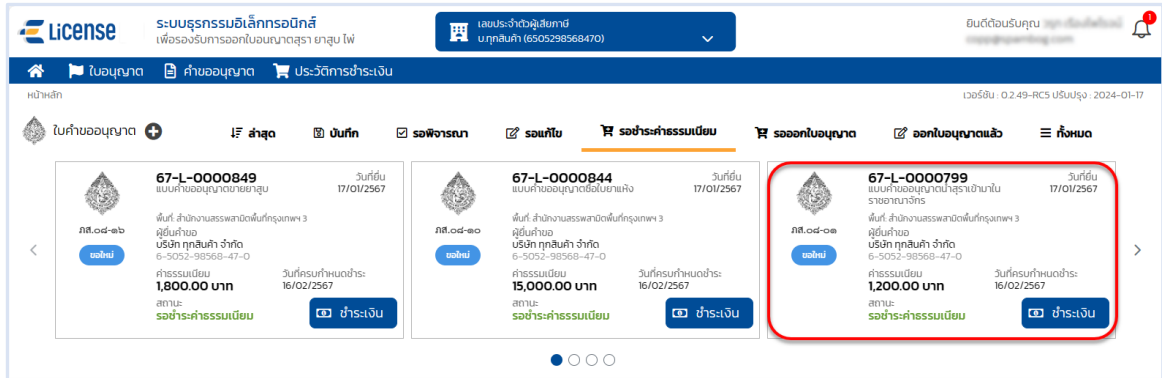 License
ระบบธุรกรรมอิเล็กทรอนิกส์
เพื่อรองรับการออกใบอนุญาตสุรา ยาสูบ ไพ่
เลขประจำตัวผู้เสียภาษี
บ.ทุกสินค้า (6505298568470)
ยินดีต้อนรับคุณ
1
ใบอนุญาต คำขออนุญาต ประวัติการชำระเงิน
หน้าหลัก
เวอร์ชัน : 0.2.49-RC5 ปรับปรุง : 2024-01-17
ใบคำขออนุญาต
ล่าสุด บันทึก รอพิจารณา รอแก้ไข รอชำระค่าธรรมเนียม รอออกใบอนุญาต ออกใบอนุญาตแล้ว ทั้งหมด
67-L-0000849 วันที่ยื่น
แบบคำขออนุญาตขายยาสูบ 17/01/2567
พื้นที่ สำนักงานสรรพสามิตพื้นที่กรุงเทพฯ 3
ภส.๐๘-๑๖
ผู้ยื่นคำขอ
บริษัท ทุกสินค้า จำกัด
ขอใหม่
6-5052-98568-47-0
ค่าธรรมเนียม วันที่ครบกำหนดชำระ:
1,800.00 บาท 16/02/2567
สถานะ:
รอชำระค่าธรรมเนียม
ชำระเงิน
67-L-0000844 วันที่ยื่น
แบบคำขออนุญาตซื้อใบยาแห้ง 17/01/2567
พื้นที่ สำนักงานสรรพสามิตพื้นที่กรุงเทพฯ 3
ภส.๐๘-๑๐
ผู้ยื่นคำขอ
บริษัท ทุกสินค้า จำกัด
ขอใหม่
6-5052-98568-47-0
ค่าธรรมเนียม วันที่ครบกำหนดชำระ:
15,000.00 บาท 16/02/2567
สถานะ:
รอชำระค่าธรรมเนียม
ชำระเงิน
67-L-0000799 วันที่ยื่น
แบบคำขออนุญาตนำสุราเข้ามาใน 17/01/2567
ราชอาณาจักร
พื้นที่ สำนักงานสรรพสามิตพื้นที่กรุงเทพฯ 3
ภส.๐๘-๐๑
ผู้ยื่นคำขอ
บริษัท ทุกสินค้า จำกัด
ขอใหม่
6-5052-98568-47-0
ค่าธรรมเนียม วันที่ครบกำหนดชำระ:
1,200.00 บาท 16/02/2567
สถานะ:
รอชำระค่าธรรมเนียม
ชำระเงิน